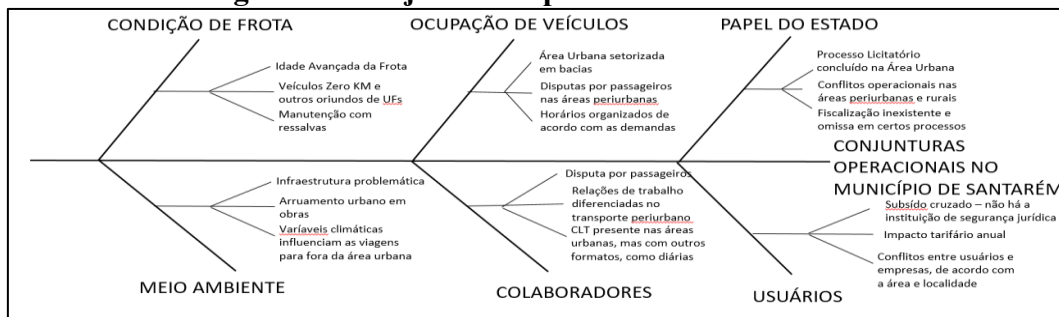 CONDIÇÃO DE FROTA
Idade Avançada da Frota
Veículos Zero KM e
outros oriundos de UFs
Manutenção com
ressalvas
OCUPAÇÃO DE VEÍCULOS
Área Urbana setorizada
em bacias
Disputas por passageiros
nas áreas periurbanas
Horários organizados de
acordo com as demandas
PAPEL DO ESTADO
Processo Licitatório
concluído na Área Urbana
Conflitos operacionais nas
áreas periurbanas e rurais
Fiscalização inexistente e
omissa em certos processos
CONJUNTURAS
OPERACIONAIS NO
MUNICÍPIO DE SANTARÉM
Infraestrutura problemática
Arruamento urbano em
obras
Varíaveis climáticas
influenciam as viagens
para fora da área urbana
MEIO AMBIENTE
Disputa por passageiros
Relações de trabalho
diferenciadas no
transporte periurbano
CLT presente nas áreas
urbanas, mas com outros
formatos, como diárias
COLABORADORES
Subsído cruzado – não há a
instituição de segurança jurídica
Impacto tarifário anual
Conflitos entre usuários e
empresas, de acordo com
a área e localidade
USUÁRIOS